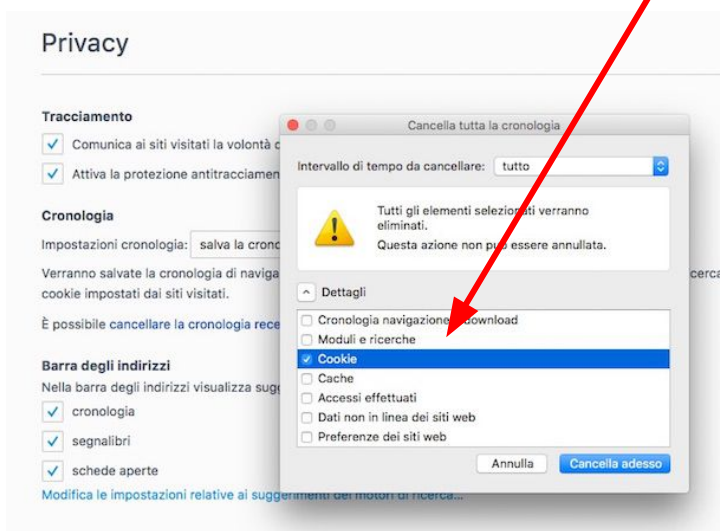 Privacy
Tracciamento
Comunica ai siti visitati la volontà
Attiva la protezione antitracciamen
Cronologia
Impostazioni cronologia: salva la cron
Verranno salvate la cronologia di naviga
cookie impostati dai siti visitati.
È possibile cancellare la cronologia rece
Barra degli indirizzi
Nella barra degli indirizzi visualizza sug
cronologia
segnalibri
schede aperte
Modifica le impostazioni relative ai suggerimenti dei motori di ricerca...
Cancella tutta la cronologia
Intervallo di tempo da cancellare: tutto
Tutti gli elementi selezionati verranno
eliminati.
Questa azione non può essere annullata.
Dettagli
Cronologia navigazione download
Moduli e ricerche
Cookie
Cache
Accessi effettuati
Dati non in linea dei siti web
Preferenze dei siti web
Annulla Cancella adesso
cerca